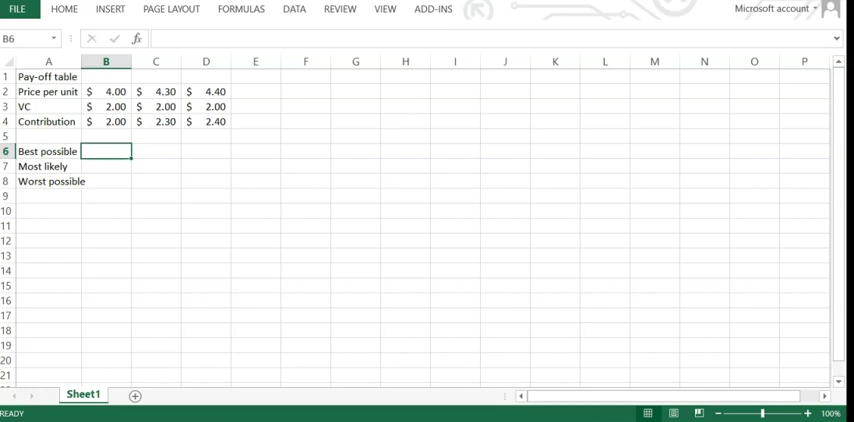 FILE HOME INSERT PAGE LAYOUT FORMULAS DATA REVIEW VIEW ADD-INS Microsoft account
B6 fx
A B C D E F G H I J K L M N O P
1 Pay-off table
2 Price per unit $ 4.00 $ 4.30 $ 4.40
3 VC $ 2.00 $ 2.00 $ 2.00
4 Contribution $ 2.00 $ 2.30 $ 2.40
5
6 Best possible
7 Most likely
8 Worst possible
9
10
11
12
13
14
15
16
17
18
19
20
21
Sheet1
READY 100%